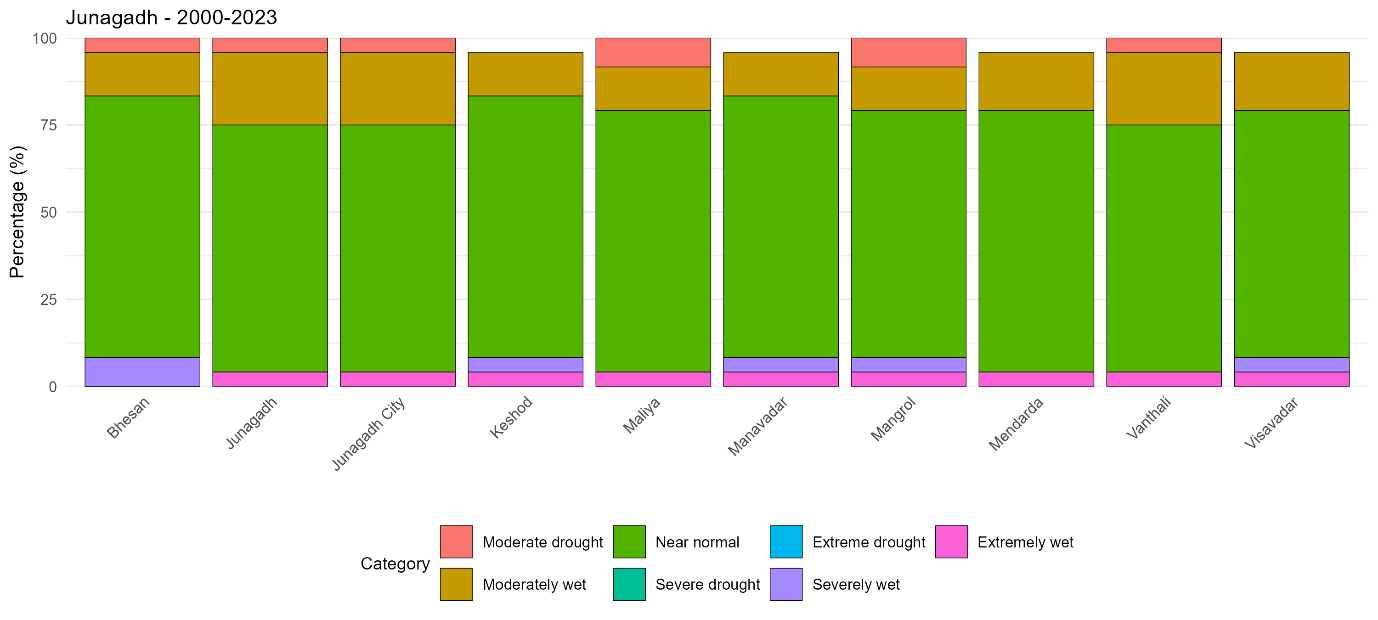 Junagadh - 2000-2023
Percentage (%)
100
75
50
25
0
Bhesan
Junagadh
Junagadh City
Keshod
Maliya
Manavadar
Mangrol
Mendarda
Vanthali
Visavadar
Category
Moderate drought
Near normal
Extreme drought
Extremely wet
Moderately wet
Severe drought
Severely wet